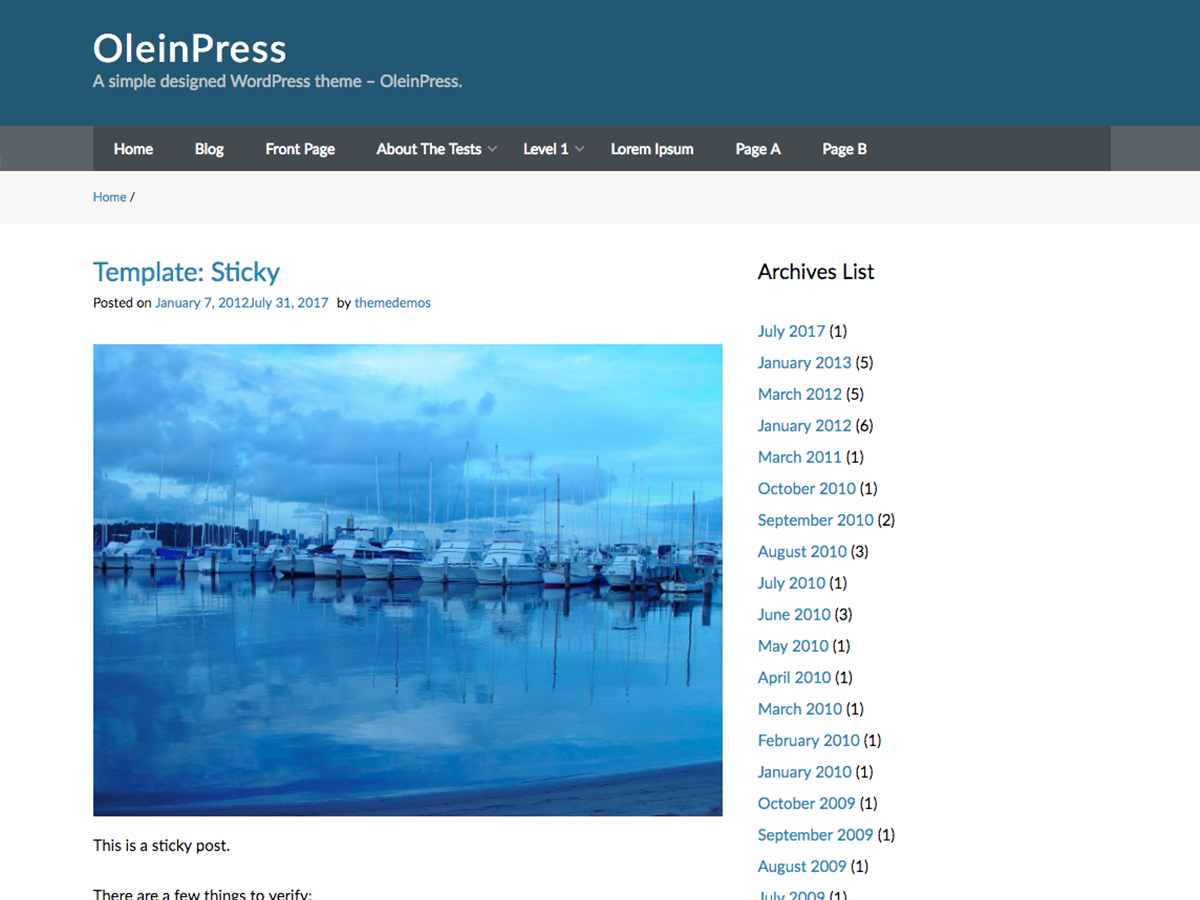 OleinPress
A simple designed WordPress theme – OleinPress.
Home Blog Front Page About The Tests Level 1 Lorem Ipsum Page A Page B
Home /
Template: Sticky
Posted on January 7, 2012July 31, 2017 by themedemos
This is a sticky post.
There are a few things to verify:
Archives List
July 2017 (1)
January 2013 (5)
March 2012 (5)
January 2012 (6)
March 2011 (1)
October 2010 (1)
September 2010 (2)
August 2010 (3)
July 2010 (1)
June 2010 (3)
May 2010 (1)
April 2010 (1)
March 2010 (1)
February 2010 (1)
January 2010 (1)
October 2009 (1)
September 2009 (1)
August 2009 (1)
July 2009 (1)